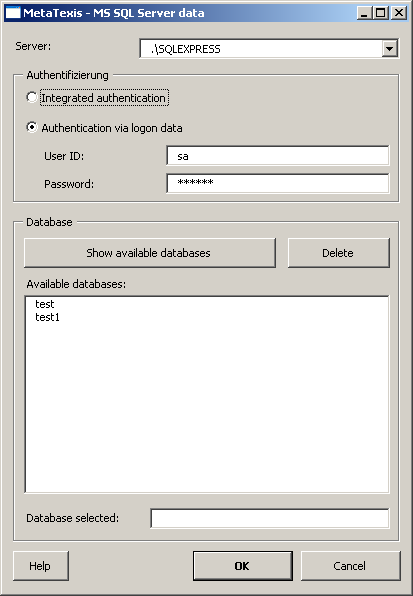 MetaTexis - MS SQL Server data
Server: .\SQLEXPRESS
Authentifizierung
Integrated authentication
Authentication via logon data
User ID: sa
Password: ******
Database
Show available databases Delete
Available databases:
test
test1
Database selected:
Help OK Cancel